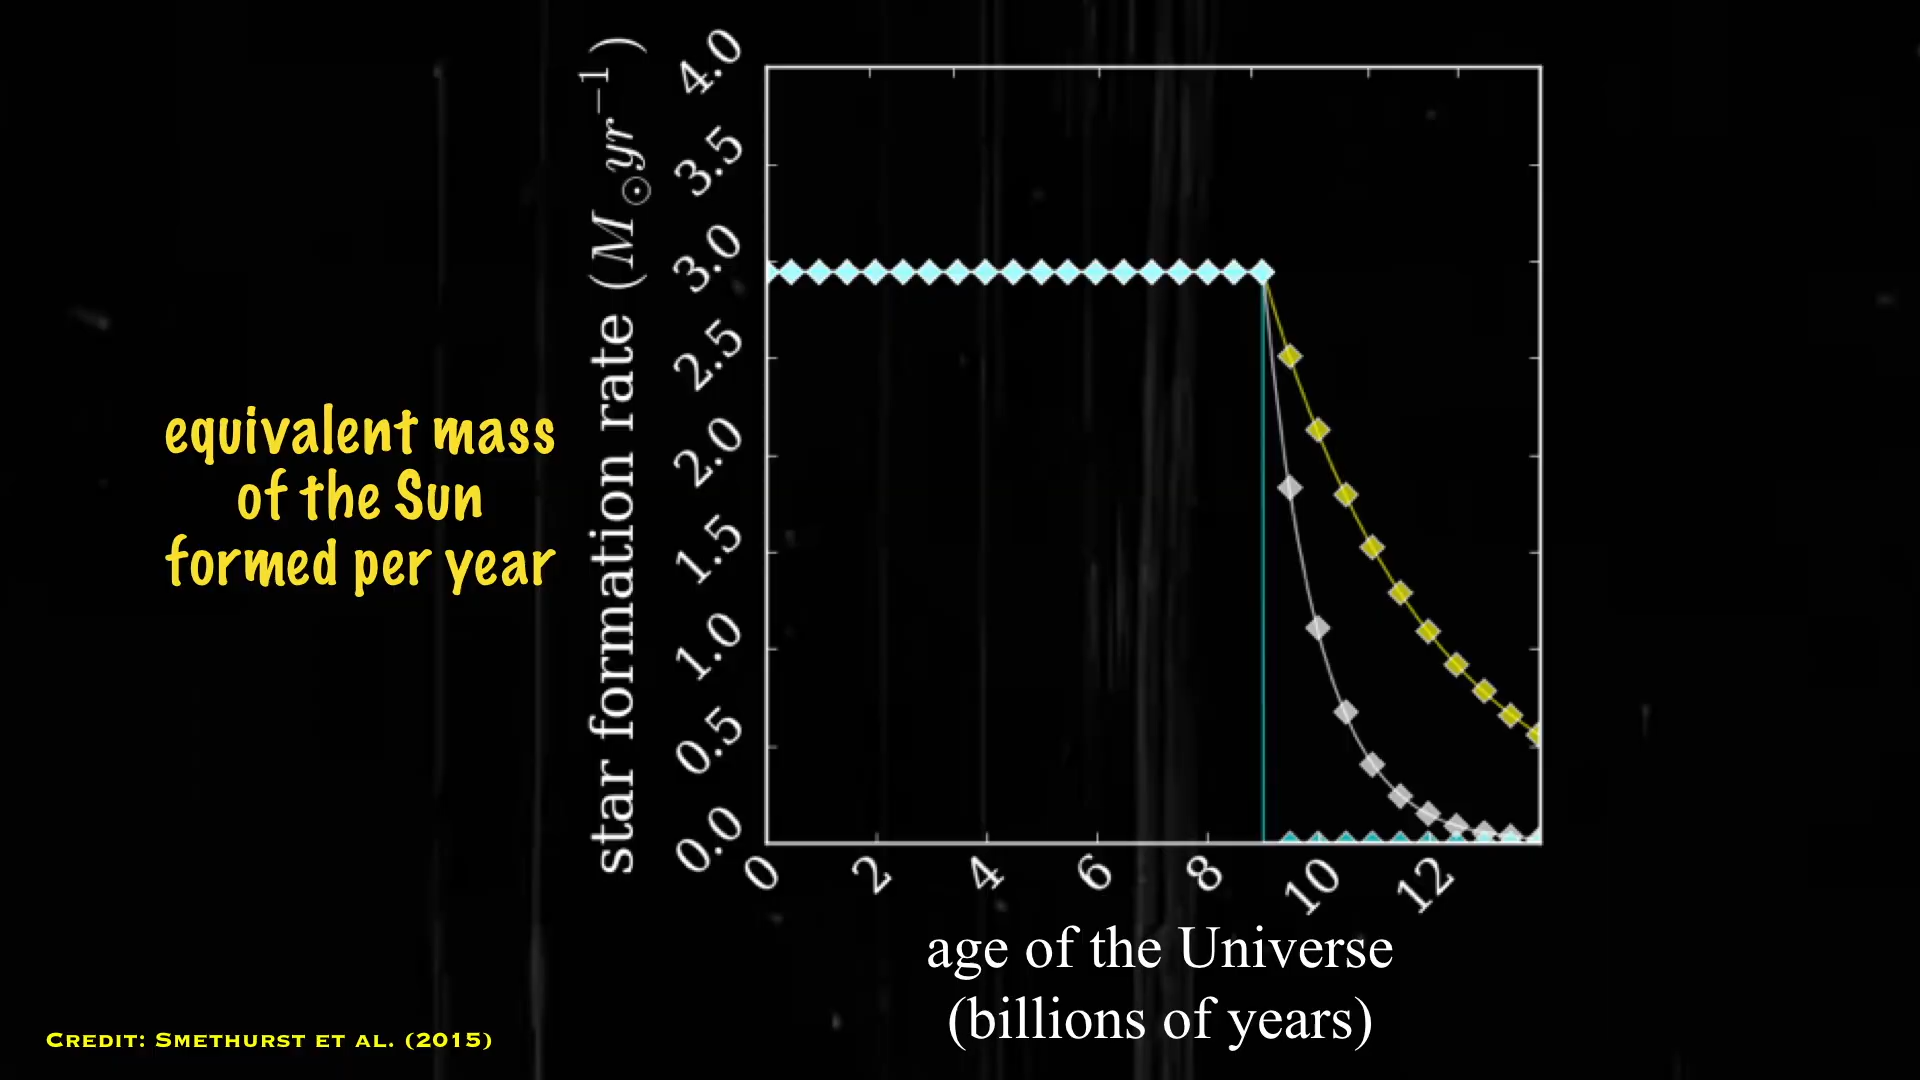 star formation rate (M⊙yr⁻¹)
4.0
3.5
3.0
2.5
2.0
1.5
1.0
0.5
0.0
0 2 4 6 8 10 12
age of the Universe
(billions of years)
equivalent mass
of the Sun
formed per year
CREDIT: SMETHURST ET AL. (2015)